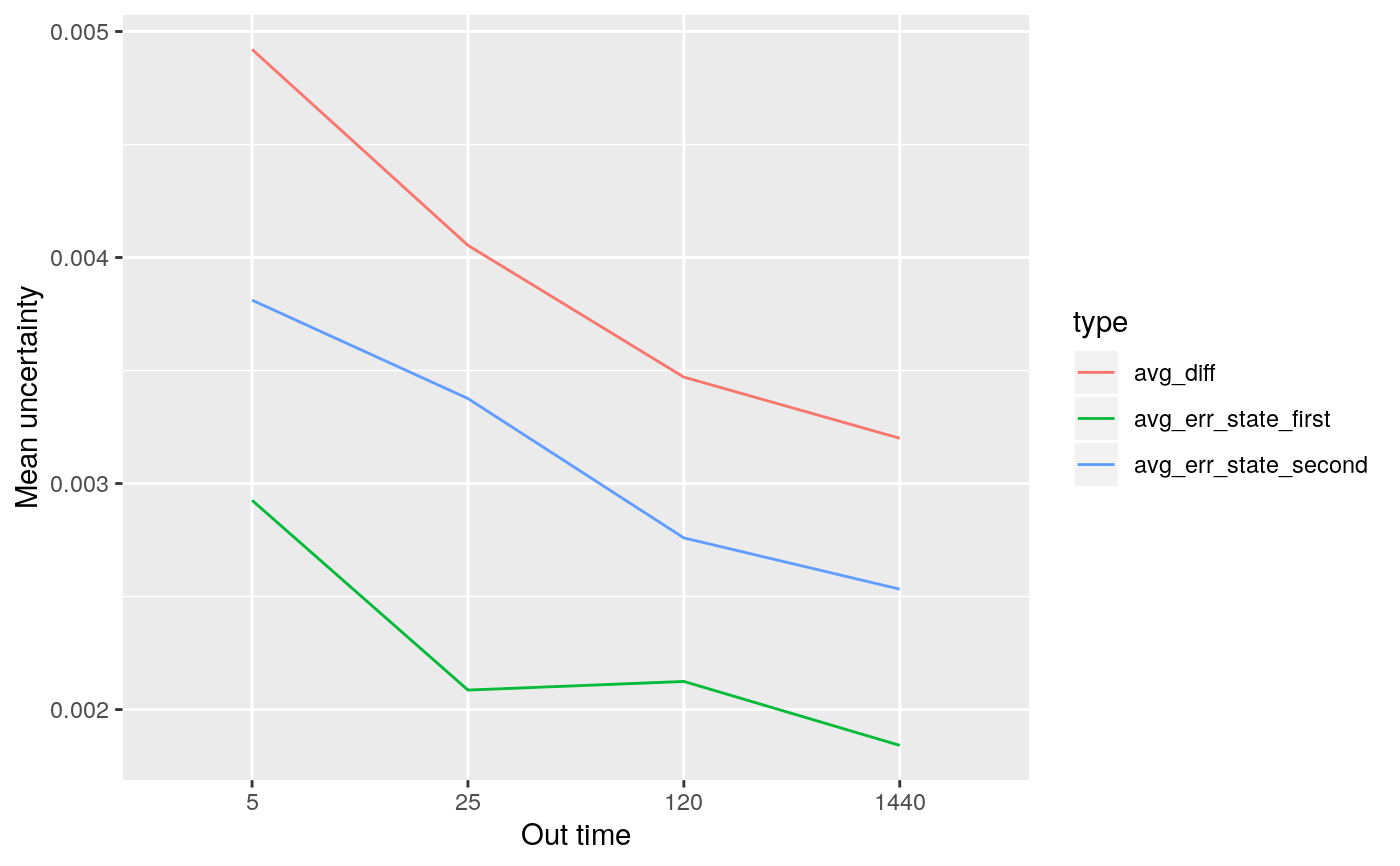 0.005
0.004
0.003
0.002
Mean uncertainty
5 25 120 1440
Out time
type
avg_diff
avg_err_state_first
avg_err_state_second